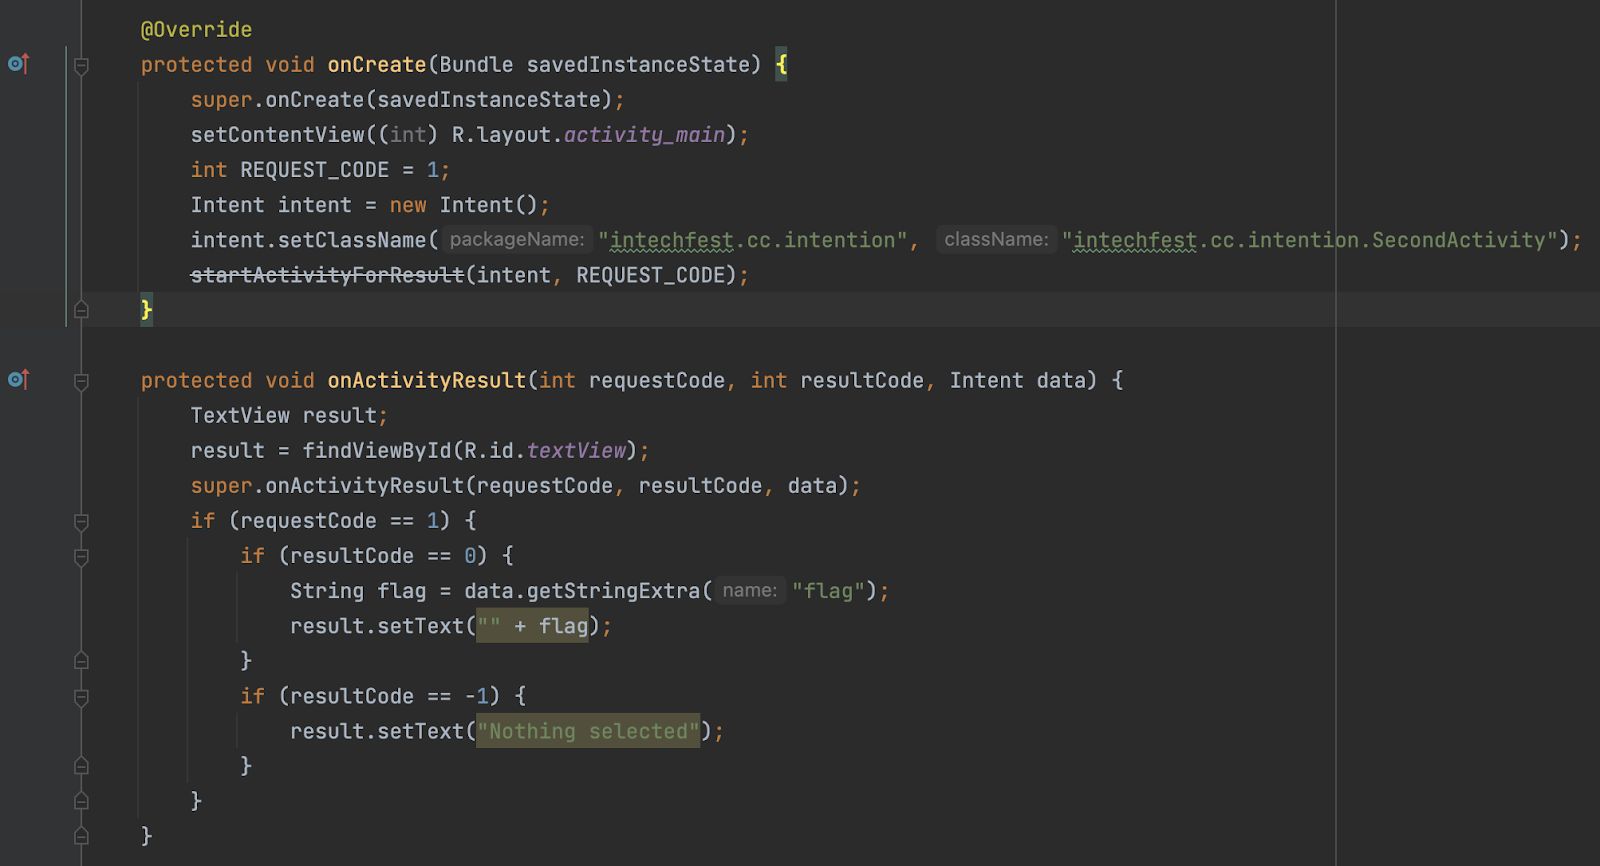 @Override
protected void onCreate(Bundle savedInstanceState) {
super.onCreate(savedInstanceState);
setContentView((int) R.layout.activity_main);
int REQUEST_CODE = 1;
Intent intent = new Intent();
intent.setClassName( packageName: "intechfest.cc.intention", className: "intechfest.cc.intention.SecondActivity");
startActivityForResult(intent, REQUEST_CODE);
}
protected void onActivityResult(int requestCode, int resultCode, Intent data) {
TextView result;
result = findViewById(R.id.textView);
super.onActivityResult(requestCode, resultCode, data);
if (requestCode == 1) {
if (resultCode == 0) {
String flag = data.getStringExtra( name: "flag");
result.setText("" + flag);
}
if (resultCode == -1) {
result.setText("Nothing selected");
}
}
}